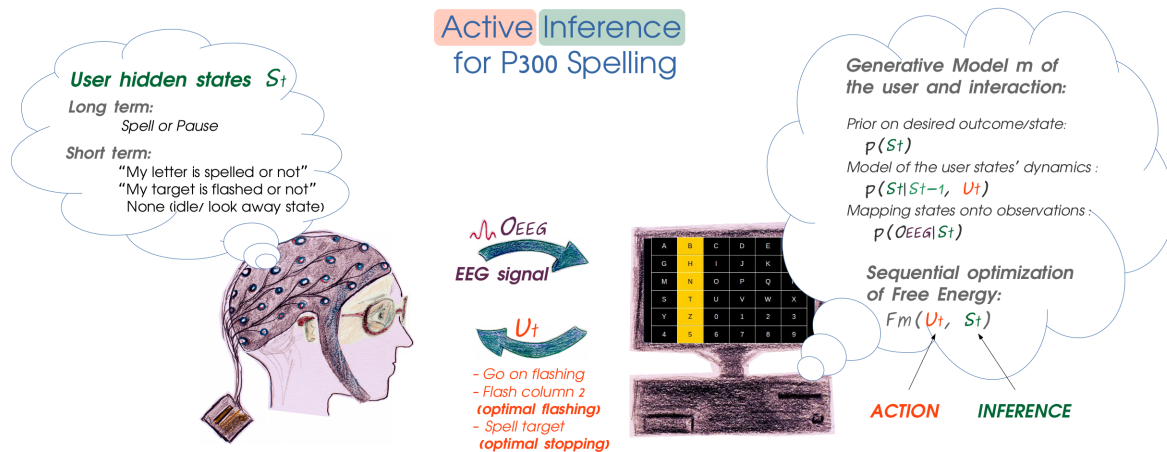 Active Inference
for P300 Spelling
User hidden states St
Long term:
Spell or Pause
Short term:
“My letter is spelled or not”
“My target is flashed or not”
None (idle/ look away state)
OEEG
EEG signal
Ut
- Go on flashing
- Flash column 2
(optimal flashing)
- Spell target
(optimal stopping)
A B C D E
G H I J K
M N O P Q
S T U V W X
Y Z 0 1 2 3
4 5 6 7 8 9
Generative Model m of
the user and interaction:
Prior on desired outcome/state:
p(St)
Model of the user states’ dynamics :
p(St|St-1, Ut)
Mapping states onto observations :
p(OEEG|St)
Sequential optimization
of Free Energy:
Fm(Ut, St)
ACTION INFERENCE